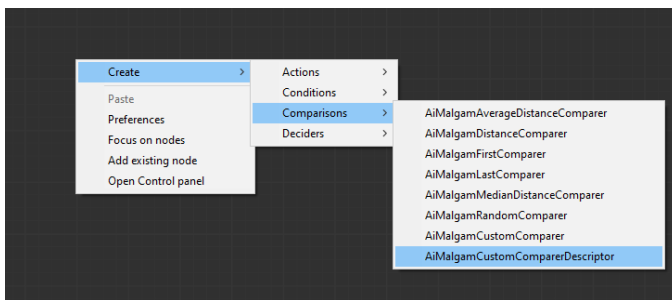 Create
Paste
Preferences
Focus on nodes
Add existing node
Open Control panel
Actions
Conditions
Comparisons
Deciders
AiMalgamAverageDistanceComparer
AiMalgamDistanceComparer
AiMalgamFirstComparer
AiMalgamLastComparer
AiMalgamMedianDistanceComparer
AiMalgamRandomComparer
AiMalgamCustomComparer
AiMalgamCustomComparerDescriptor